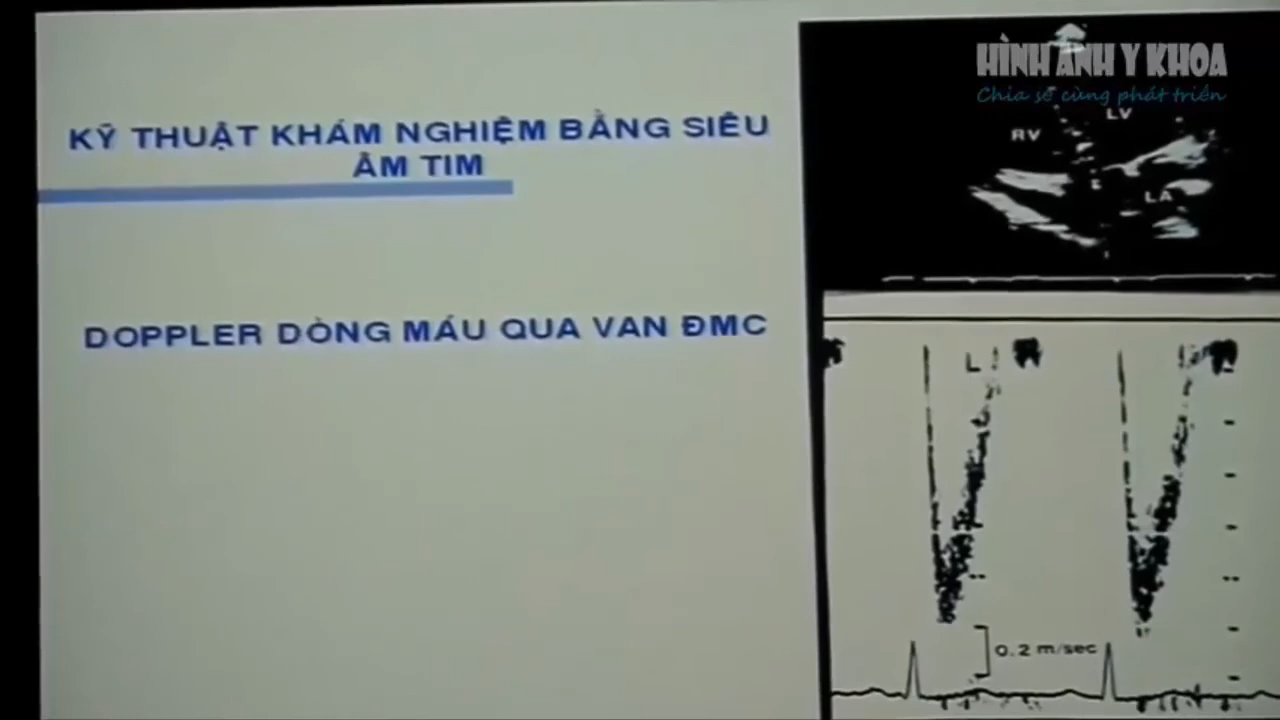 HÌNH ẢNH Y KHOA
Chia sẻ cùng phát triển
KỸ THUẬT KHÁM NGHIỆM BẰNG SIÊU
ÂM TIM
DOPPLER DÒNG MÁU QUA VAN ĐMC
LV
RV
LA
L
0.2 m/sec